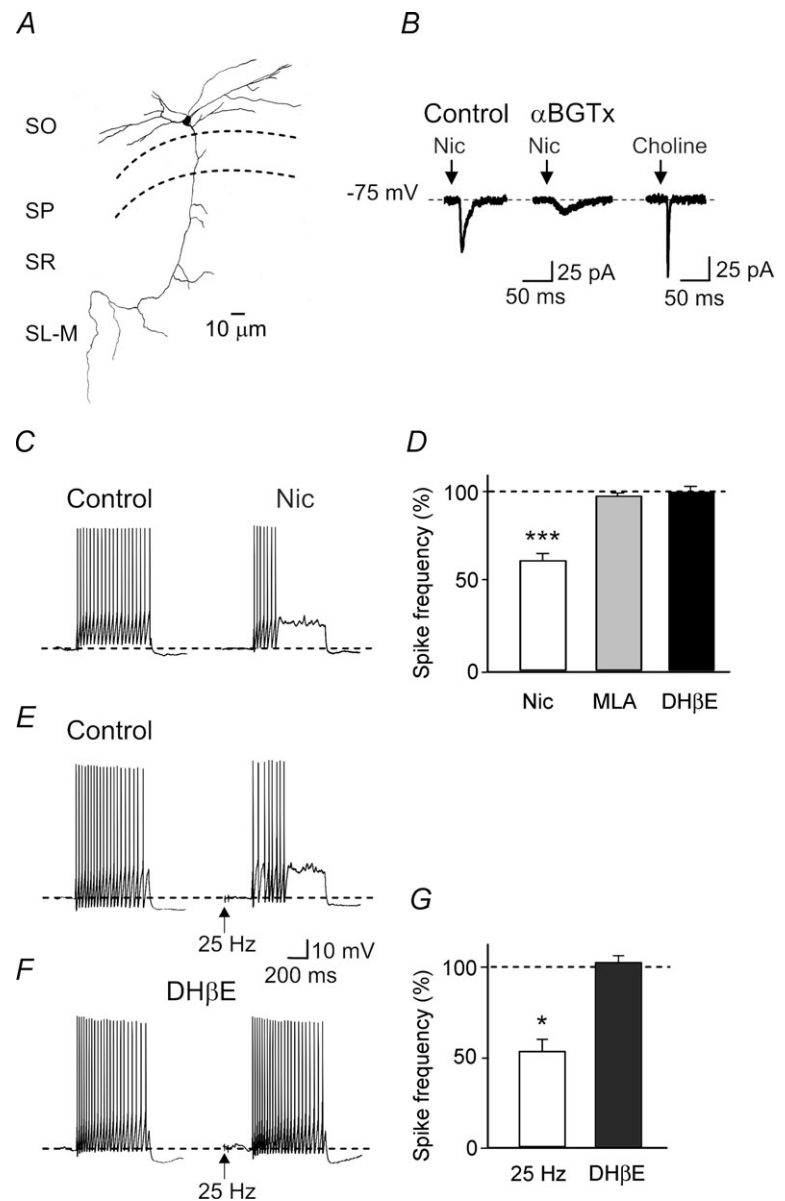 A
SO
SP
SR
SL-M
10 μm
B
Control αBGTx
Nic Nic Choline
-75 mV
25 pA
50 ms
25 pA
50 ms
C
Control Nic
D
Spike frequency (%)
100
50
0
***
Nic MLA DHβE
E
Control
25 Hz
10 mV
200 ms
F
DHβE
25 Hz
G
Spike frequency (%)
100
50
0
*
25 Hz DHβE